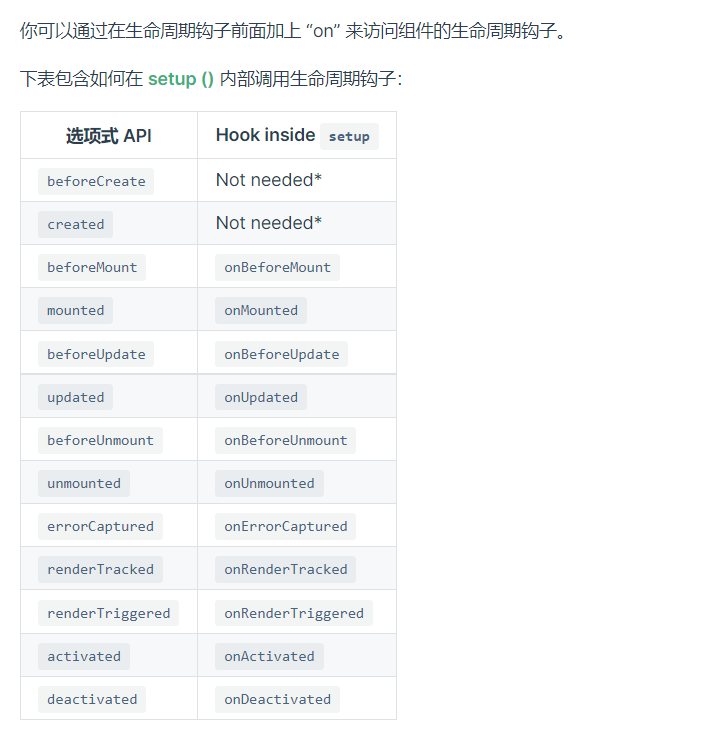 你可以通过在生命周期钩子前面加上 “on” 来访问组件的生命周期钩子。
下表包含如何在 setup () 内部调用生命周期钩子：
选项式 API Hook inside setup
beforeCreate Not needed*
created Not needed*
beforeMount onBeforeMount
mounted onMounted
beforeUpdate onBeforeUpdate
updated onUpdated
beforeUnmount onBeforeUnmount
unmounted onUnmounted
errorCaptured onErrorCaptured
renderTracked onRenderTracked
renderTriggered onRenderTriggered
activated onActivated
deactivated onDeactivated